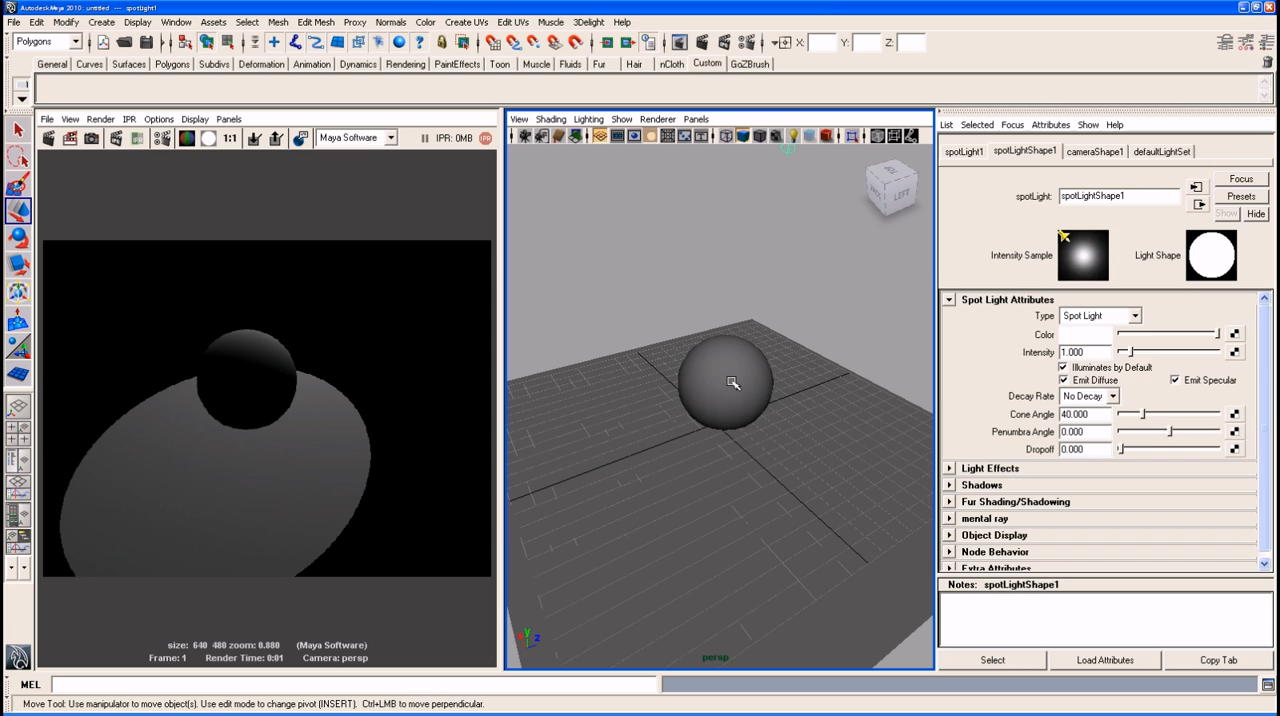 Autodesk Maya 2010: untitled --- spotLight1
File Edit Modify Create Display Window Assets Select Mesh Edit Mesh Proxy Normals Color Create UVs Edit UVs Muscle 3Delight Help
Polygons X: Y: Z:
General Curves Surfaces Polygons Subdivs Deformation Animation Dynamics Rendering PaintEffects Toon Muscle Fluids Fur Hair nCloth Custom GoZBrush
File View Render IPR Options Display Panels
1:1 Maya Software IPR: 0MB
size: 640 480 zoom: 0.880 (Maya Software)
Frame: 1 Render Time: 0:01 Camera: persp
View Shading Lighting Show Renderer Panels
LEFT
y
z
persp
List Selected Focus Attributes Show Help
spotLight1 spotLightShape1 cameraShape1 defaultLightSet
Focus
spotLight: spotLightShape1 Presets
Show Hide
Intensity Sample Light Shape
Spot Light Attributes
Type Spot Light
Color
Intensity 1.000
Illuminates by Default
Emit Diffuse Emit Specular
Decay Rate No Decay
Cone Angle 40.000
Penumbra Angle 0.000
Dropoff 0.000
Light Effects
Shadows
Fur Shading/Shadowing
mental ray
Object Display
Node Behavior
Extra Attributes
Notes: spotLightShape1
Select Load Attributes Copy Tab
MEL
Move Tool: Use manipulator to move object(s). Use edit mode to change pivot (INSERT). Ctrl+LMB to move perpendicular.